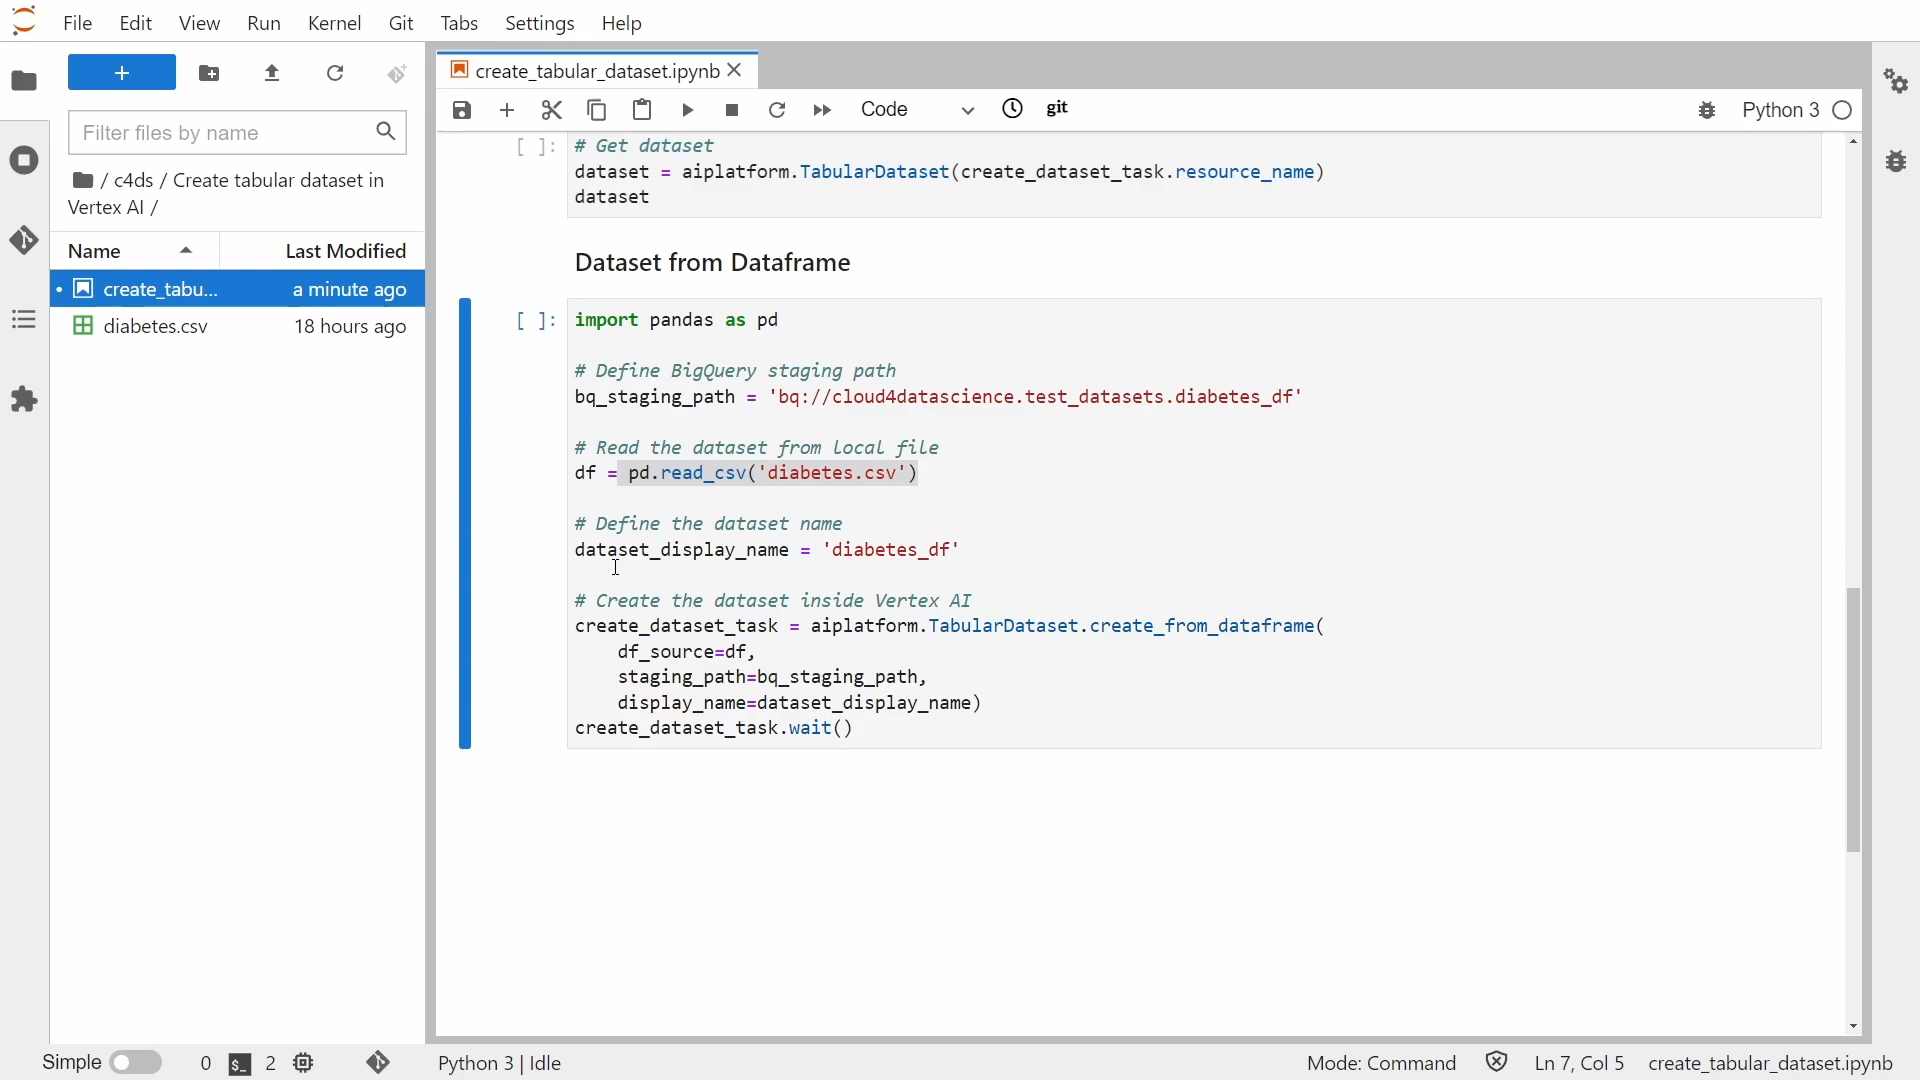 File Edit View Run Kernel Git Tabs Settings Help
+
Filter files by name
/ c4ds / Create tabular dataset in
Vertex AI /
Name Last Modified
create_tabu... a minute ago
diabetes.csv 18 hours ago
create_tabular_dataset.ipynb
Code git Python 3
[ ]: # Get dataset
dataset = aiplatform.TabularDataset(create_dataset_task.resource_name)
dataset
Dataset from Dataframe
[ ]: import pandas as pd
# Define BigQuery staging path
bq_staging_path = 'bq://cloud4datascience.test_datasets.diabetes_df'
# Read the dataset from local file
df = pd.read_csv('diabetes.csv')
# Define the dataset name
dataset_display_name = 'diabetes_df'
# Create the dataset inside Vertex AI
create_dataset_task = aiplatform.TabularDataset.create_from_dataframe(
df_source=df,
staging_path=bq_staging_path,
display_name=dataset_display_name)
create_dataset_task.wait()
Simple 0 $_ 2 Python 3 | Idle Mode: Command Ln 7, Col 5 create_tabular_dataset.ipynb